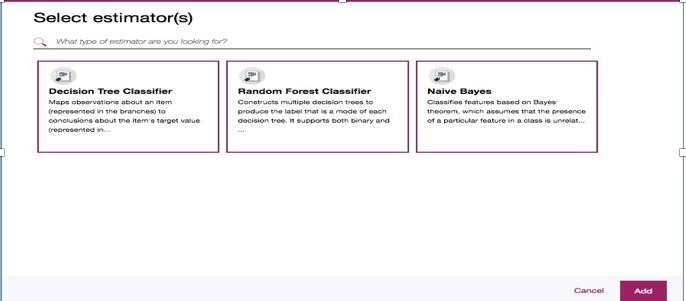 Select estimator(s)
What type of estimator are you looking for?
Decision Tree Classifier
Maps observations about an item
(represented in the branches) to
conclusions about the item's target value
(represented in...
Random Forest Classifier
Constructs multiple decision trees to
produce the label that is a mode of each
decision tree. It supports both binary and
...
Naive Bayes
Classifies features based on Bayes'
theorem, which assumes that the presence
of a particular feature in a class is unrelat...
Cancel
Add